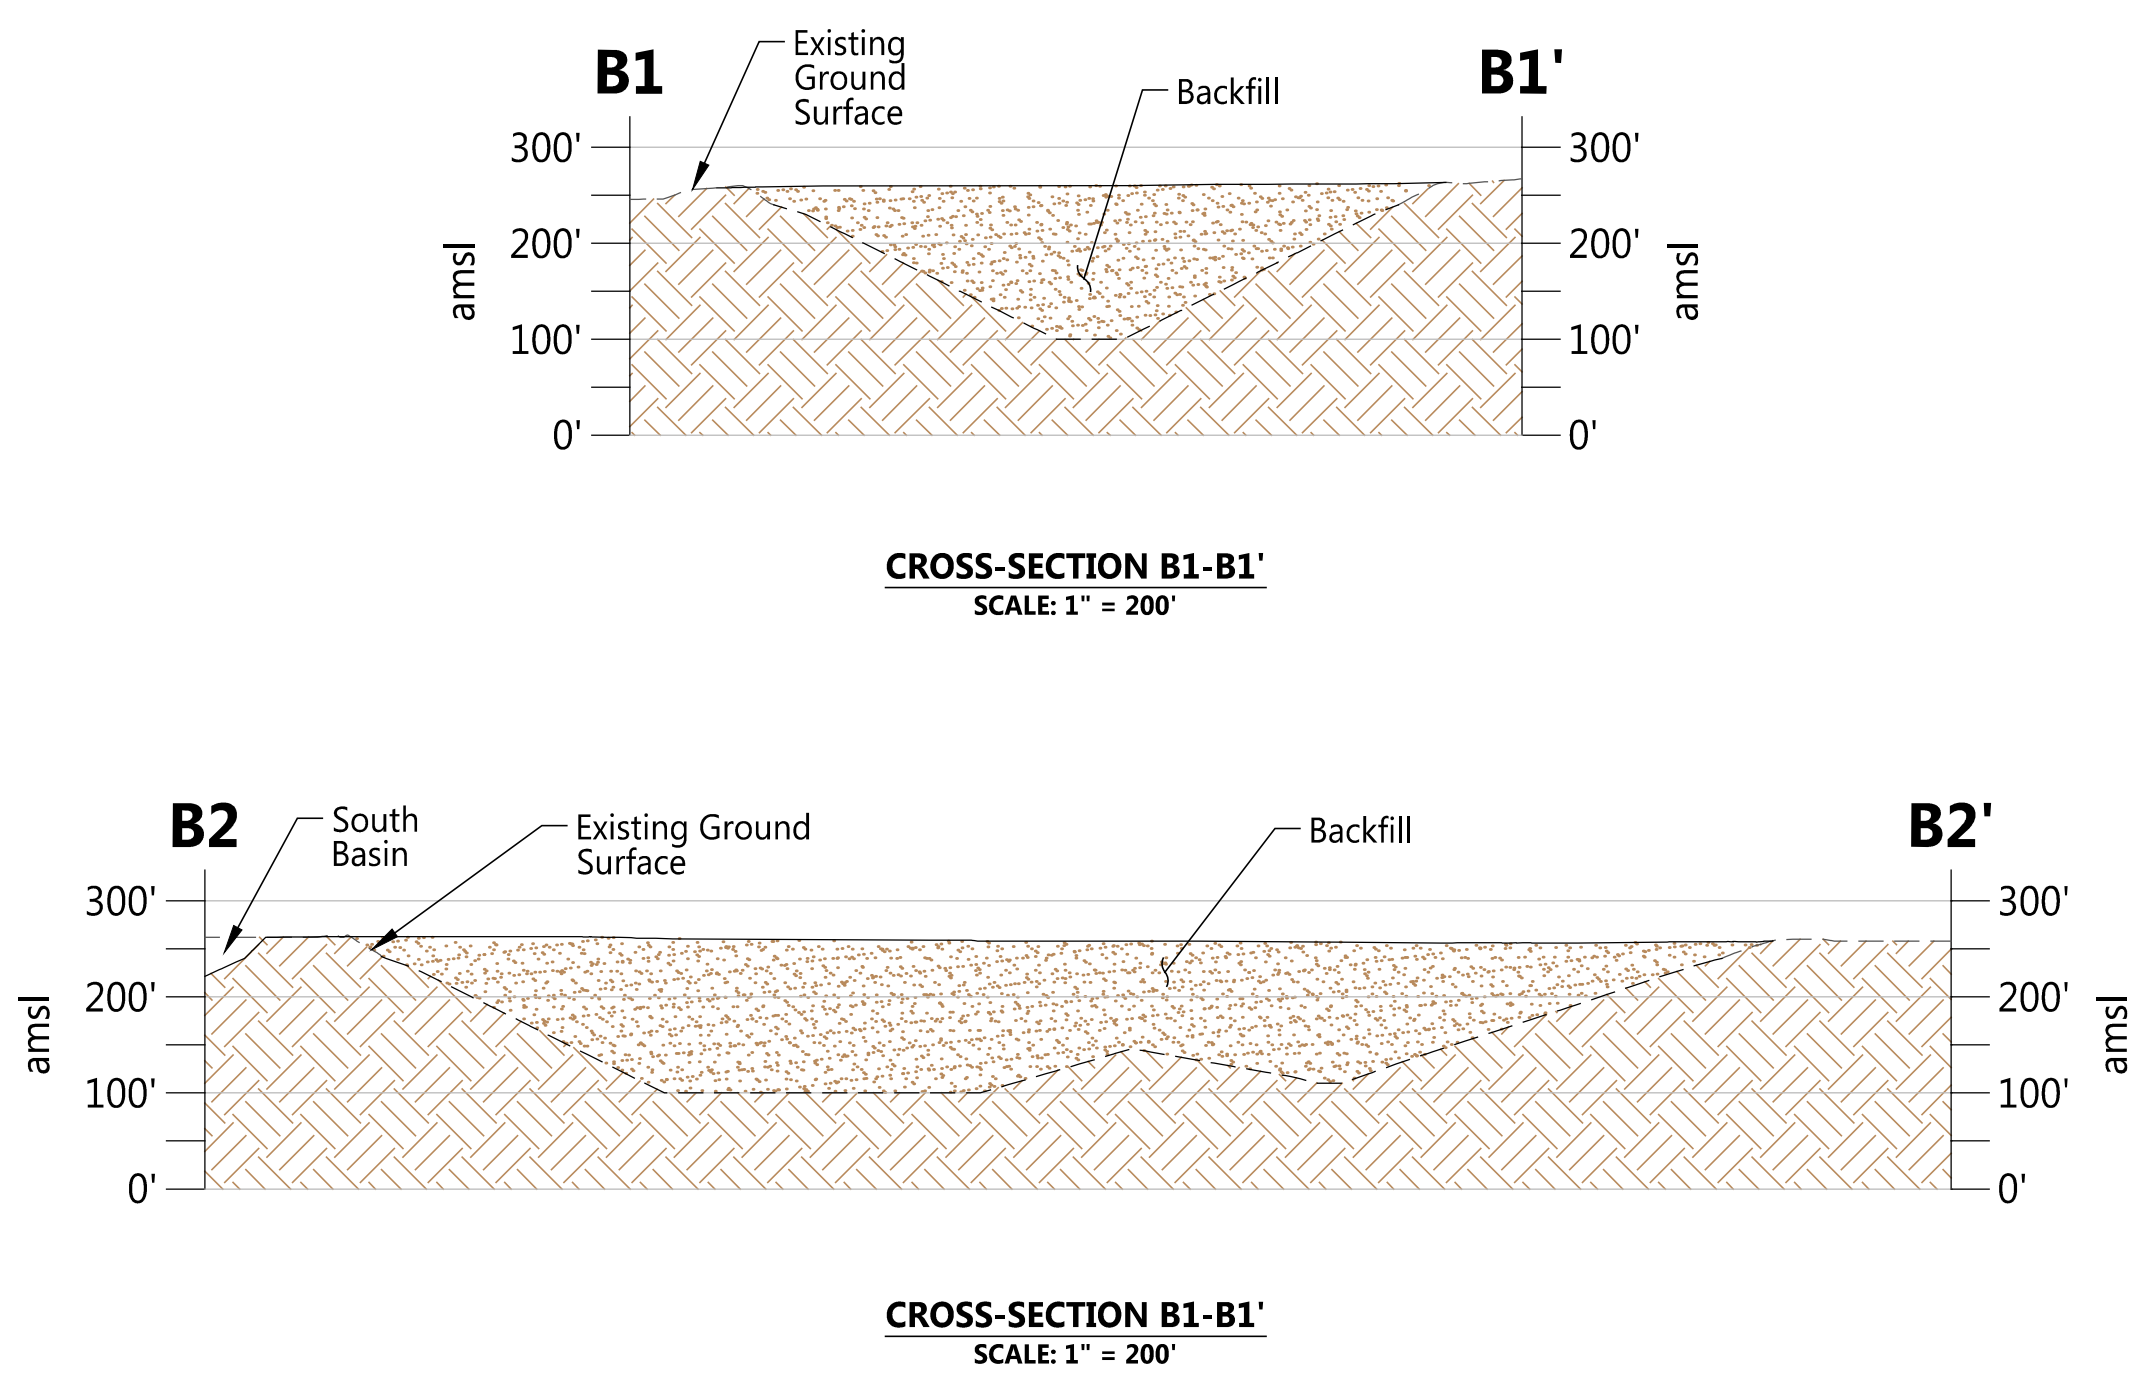 B1
Existing
Ground
Surface
Backfill
B1'
300'
200'
100'
0'
amsl
300'
200'
100'
0'
amsl
CROSS-SECTION B1-B1'
SCALE: 1" = 200'
B2
South
Basin
Existing Ground
Surface
Backfill
B2'
300'
200'
100'
0'
amsl
300'
200'
100'
0'
amsl
CROSS-SECTION B1-B1'
SCALE: 1" = 200'